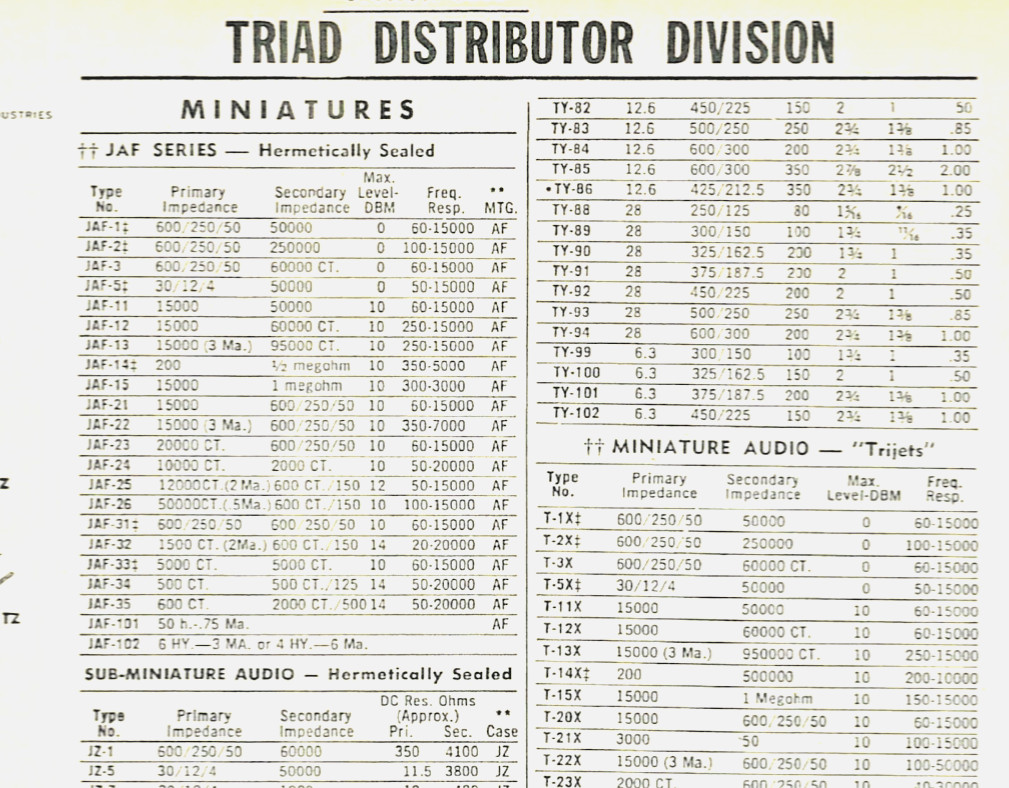 TRIAD DISTRIBUTOR DIVISION
USTRIES
MINIATURES
†† JAF SERIES — Hermetically Sealed
Type No. Primary Impedance Secondary Impedance Max. Level- DBM Freq. Resp. ** MTG.
JAF-1‡ 600/250/50 50000 0 60-15000 AF
JAF-2‡ 600/250/50 250000 0 100-15000 AF
JAF-3 600/250/50 60000 CT. 0 60-15000 AF
JAF-5‡ 30/12/4 50000 0 50-15000 AF
JAF-11 15000 50000 10 60-15000 AF
JAF-12 15000 60000 CT. 10 250-15000 AF
JAF-13 15000 (3 Ma.) 95000 CT. 10 250-15000 AF
JAF-14‡ 200 ½ megohm 10 350-5000 AF
JAF-15 15000 1 megohm 10 300-3000 AF
JAF-21 15000 600/250/50 10 60-15000 AF
JAF-22 15000 (3 Ma.) 600/250/50 10 350-7000 AF
JAF-23 20000 CT. 600/250/50 10 60-15000 AF
JAF-24 10000 CT. 2000 CT. 10 50-20000 AF
JAF-25 12000CT.(2 Ma.) 600 CT./150 12 50-15000 AF
JAF-26 50000CT.(.5Ma.) 600 CT./150 10 100-15000 AF
JAF-31‡ 600/250/50 600/250/50 10 60-15000 AF
JAF-32 1500 CT. (2Ma.) 600 CT./150 14 20-20000 AF
JAF-33‡ 5000 CT. 5000 CT. 10 60-15000 AF
JAF-34 500 CT. 500 CT./125 14 50-20000 AF
JAF-35 600 CT. 2000 CT./500 14 50-20000 AF
JAF-101 50 h.-.75 Ma. AF
JAF-102 6 HY.—3 MA. or 4 HY.—6 Ma.
SUB-MINIATURE AUDIO — Hermetically Sealed
Type No. Primary Impedance Secondary Impedance DC Res. Ohms (Approx.) Pri. Sec. ** Case
JZ-1 600/250/50 60000 350 4100 JZ
JZ-5 30/12/4 50000 11.5 3800 JZ
TY-82 12.6 450/225 150 2 1 .50
TY-83 12.6 500/250 250 2¾ 1⅜ .85
TY-84 12.6 600/300 200 2¾ 1⅜ 1.00
TY-85 12.6 600/300 350 2⅞ 2½ 2.00
•TY-86 12.6 425/212.5 350 2¾ 1⅜ 1.00
TY-88 28 250/125 80 .25
TY-89 28 300/150 100 1¾ 11/16 .35
TY-90 28 325/162.5 200 1¾ 1 .35
TY-91 28 375/187.5 200 2 1 .50
TY-92 28 450/225 200 2 1 .50
TY-93 28 500/250 250 2¾ 1⅜ .85
TY-94 28 600/300 200 2¾ 1⅜ 1.00
TY-99 6.3 300/150 100 1¾ 1 .35
TY-100 6.3 325/162.5 150 2 1 .50
TY-101 6.3 375/187.5 200 2¾ 1⅜ 1.00
TY-102 6.3 450/225 150 2¾ 1⅜ 1.00
†† MINIATURE AUDIO — "Trijets"
Type No. Primary Impedance Secondary Impedance Max. Level-DBM Freq. Resp.
T-1X‡ 600/250/50 50000 0 60-15000
T-2X‡ 600/250/50 250000 0 100-15000
T-3X 600/250/50 60000 CT. 0 60-15000
T-5X‡ 30/12/4 50000 0 50-15000
T-11X 15000 50000 10 60-15000
T-12X 15000 60000 CT. 10 60-15000
T-13X 15000 (3 Ma.) 950000 CT. 10 250-15000
T-14X‡ 200 500000 10 200-10000
T-15X 15000 1 Megohm 10 150-15000
T-20X 15000 600/250/50 10 60-15000
T-21X 3000 50 10 100-15000
T-22X 15000 (3 Ma.) 600/250/50 10 100-50000
T-23X 2000 CT. 600/250/50 10
Z
TZ